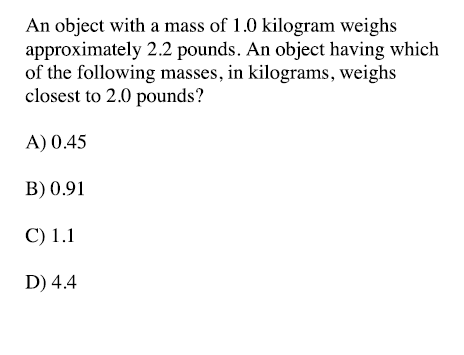 An object with a mass of 1.0 kilogram weighs
approximately 2.2 pounds. An object having which
of the following masses, in kilograms, weighs
closest to 2.0 pounds?
A) 0.45
B) 0.91
C) 1.1
D) 4.4